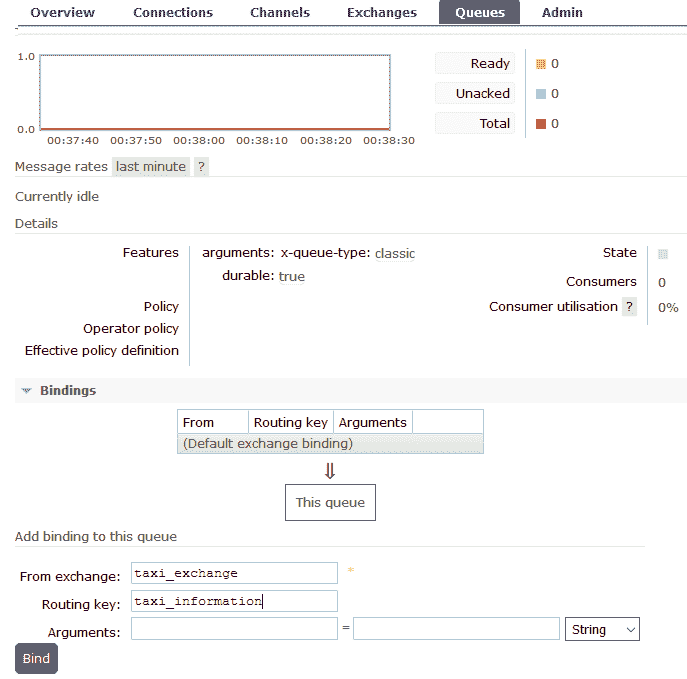 Overview Connections Channels Exchanges Queues Admin
1.0
0.0
00:37:40 00:37:50 00:38:00 00:38:10 00:38:20 00:38:30
Ready 0
Unacked 0
Total 0
Message rates last minute ?
Currently idle
Details
Features arguments: x-queue-type: classic
durable: true
Policy
Operator policy
Effective policy definition
State
Consumers 0
Consumer utilisation ? 0%
Bindings
From Routing key Arguments
(Default exchange binding)
⇓
This queue
Add binding to this queue
From exchange: taxi_exchange *
Routing key: taxi_information
Arguments: = String
Bind